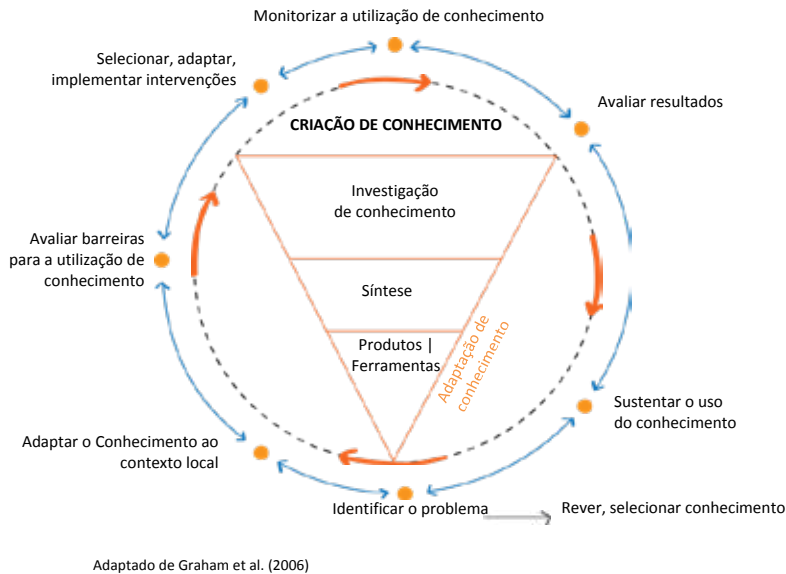 Monitorizar a utilização de conhecimento
Selecionar, adaptar,
implementar intervenções
Avaliar resultados
CRIAÇÃO DE CONHECIMENTO
Investigação
de conhecimento
Avaliar barreiras
para a utilização de
conhecimento
Síntese
Produtos |
Ferramentas
Adaptação de
conhecimento
Sustentar o uso
do conhecimento
Adaptar o Conhecimento ao
contexto local
Identificar o problema
Rever, selecionar conhecimento
Adaptado de Graham et al. (2006)